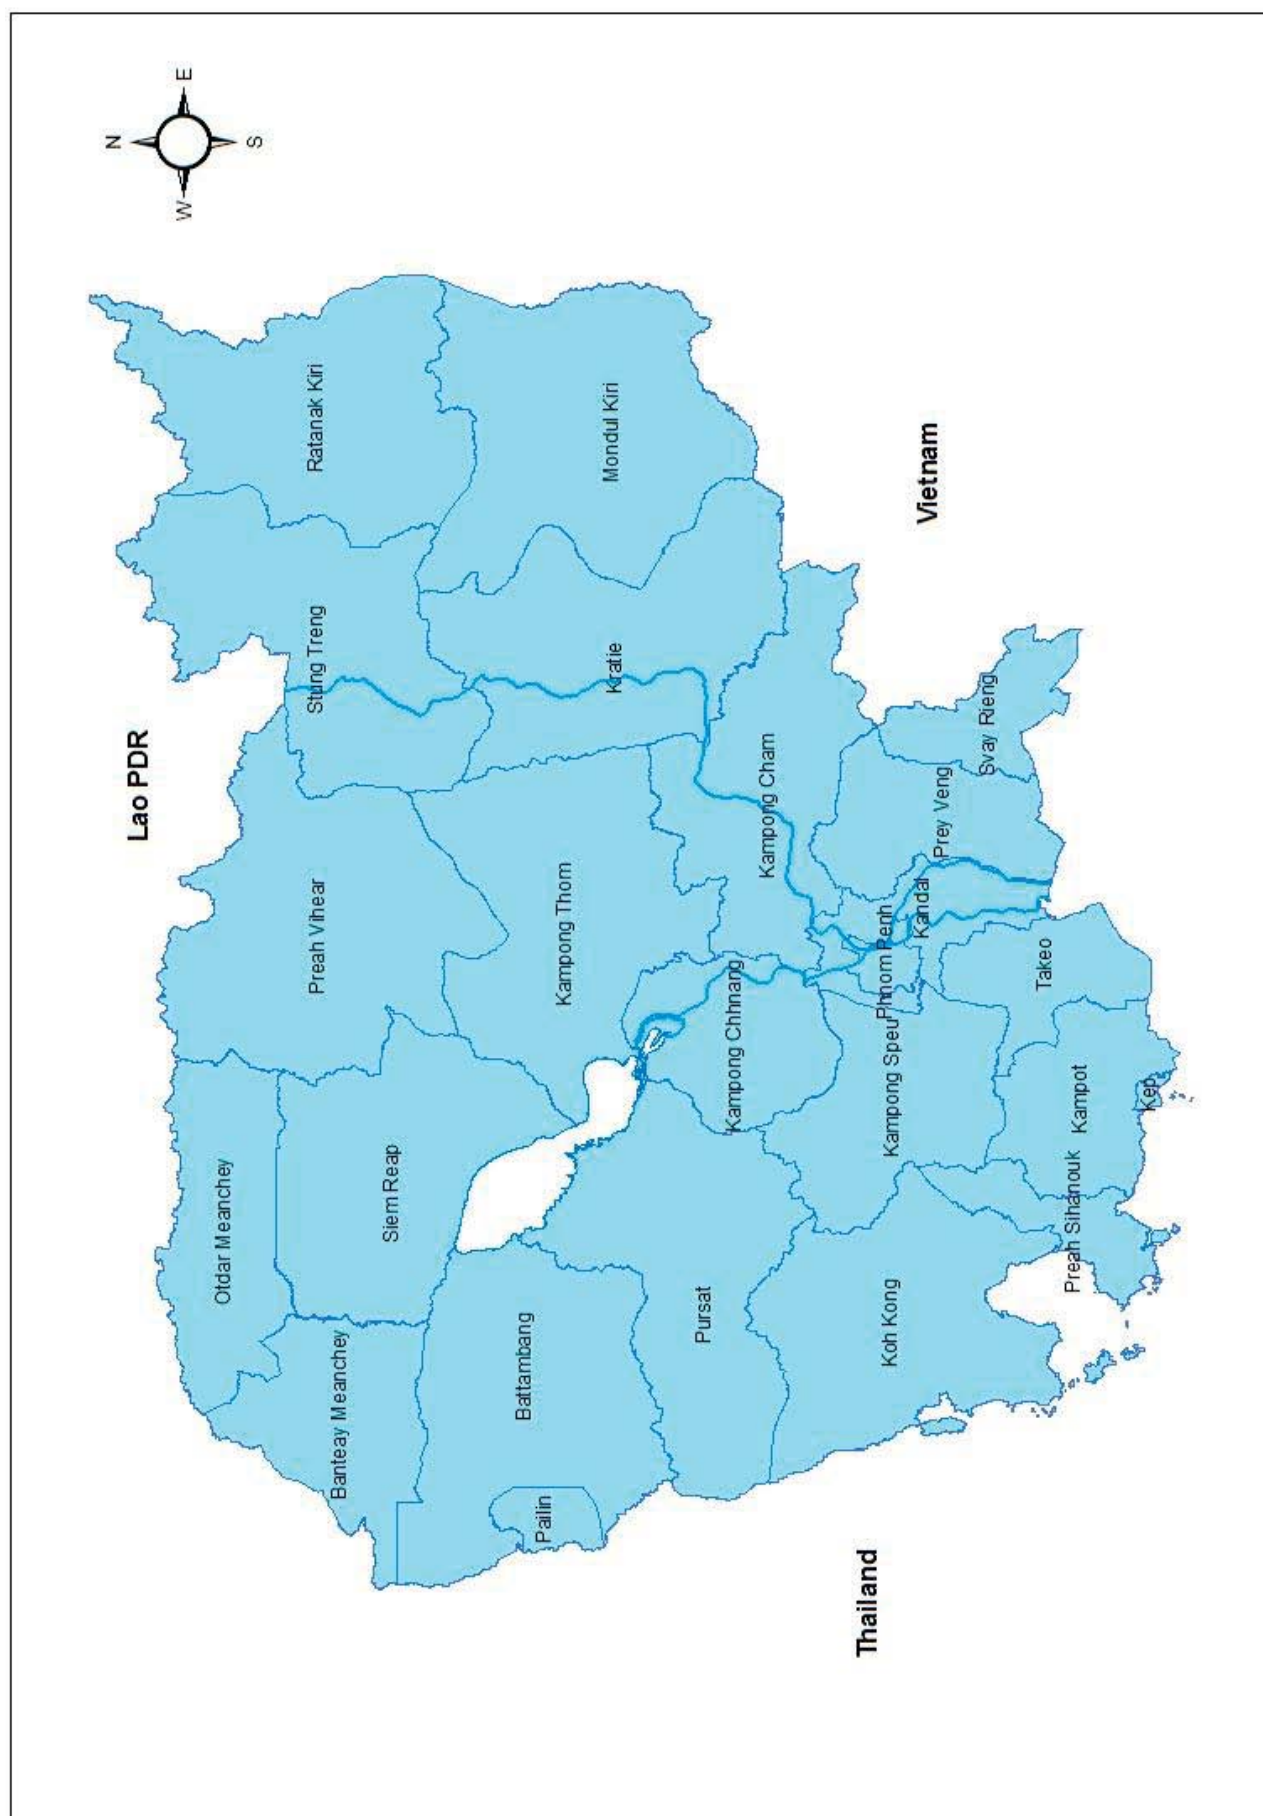 N
W
E
S
Lao PDR
Otdar Meanchey
Banteay Meanchey
Preah Vihear
Stung Treng
Ratanak Kiri
Siem Reap
Battambang
Pailin
Kampong Thom
Kratie
Mondul Kiri
Pursat
Kampong Chhnang
Kampong Cham
Thailand
Koh Kong
Kampong Speu
Phnom Penh
Kandal
Prey Veng
Vietnam
Svay Rieng
Takeo
Preah Sihanouk
Kampot
Kep